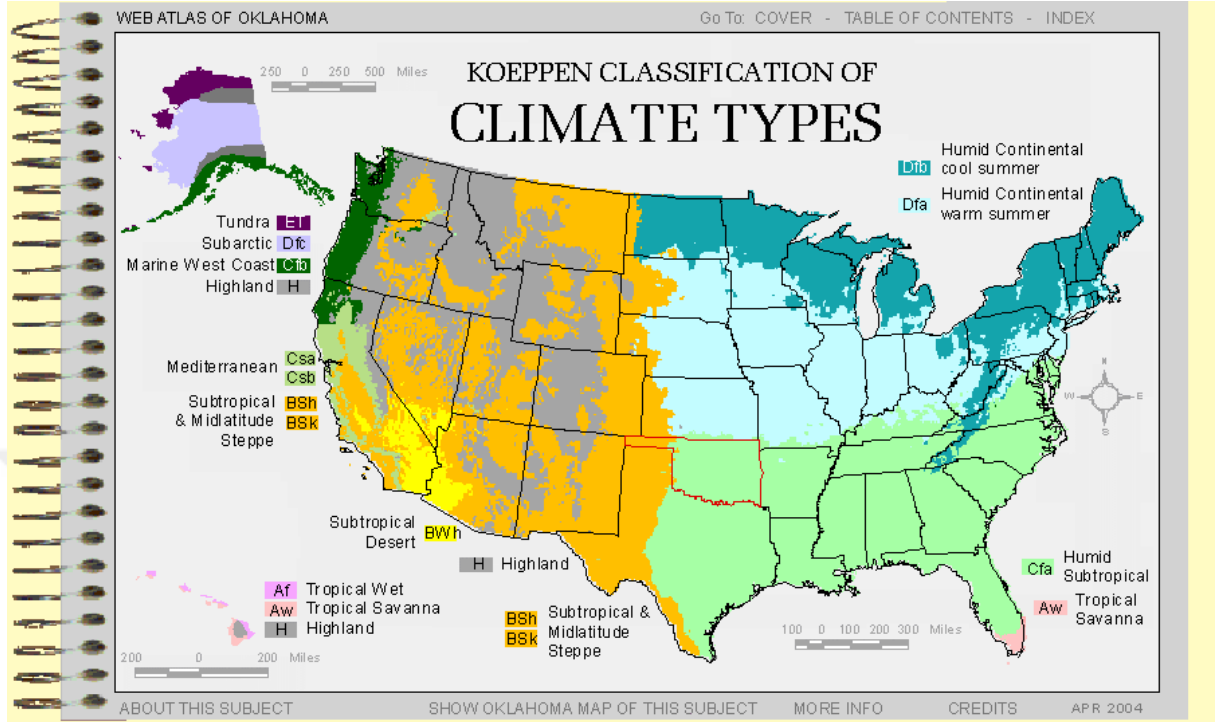 WEB ATLAS OF OKLAHOMA
Go To: COVER - TABLE OF CONTENTS - INDEX
KOEPPEN CLASSIFICATION OF
CLIMATE TYPES
250 0 250 500 Miles
Tundra ET
Subarctic Dfc
Marine West Coast Cfb
Highland H
Dfb Humid Continental
cool summer
Dfa Humid Continental
warm summer
Mediterranean Csa
Csb
Subtropical BSh
& Midlatitude BSk
Steppe
N
W E
S
Subtropical
Desert BWh
H Highland
Af Tropical Wet
Aw Tropical Savanna
H Highland
200 0 200 Miles
BSh Subtropical &
BSk Midlatitude
Steppe
100 0 100 200 300 Miles
Cfa Humid
Subtropical
Aw Tropical
Savanna
ABOUT THIS SUBJECT
SHOW OKLAHOMA MAP OF THIS SUBJECT
MORE INFO
CREDITS
APR 2004